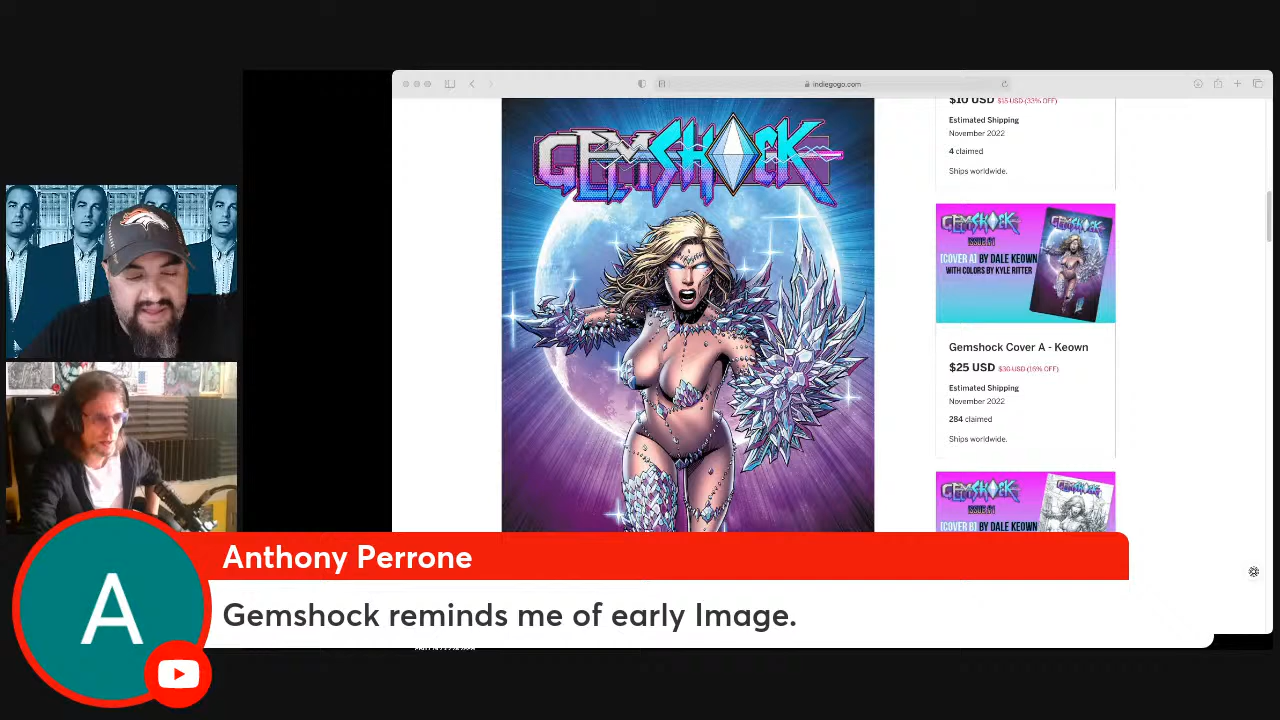 indiegogo.com
GEMSHOCK
$10 USD $15 USD (33% OFF)
Estimated Shipping
November 2022
4 claimed
Ships worldwide.
GEMSHOCK
ISSUE #1
[COVER A] BY DALE KEOWN
WITH COLORS BY KYLE RITTER
GEMSHOCK
Gemshock Cover A - Keown
$25 USD $30 USD (16% OFF)
Estimated Shipping
November 2022
284 claimed
Ships worldwide.
GEMSHOCK
ISSUE #1
[COVER B] BY DALE KEOWN
GEMSHOCK
A
Anthony Perrone
Gemshock reminds me of early Image.